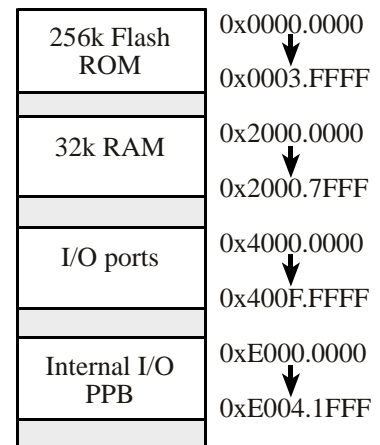 256k Flash
ROM
0x0000.0000
0x0003.FFFF
32k RAM
0x2000.0000
0x2000.7FFF
I/O ports
0x4000.0000
0x400F.FFFF
Internal I/O
PPB
0xE000.0000
0xE004.1FFF